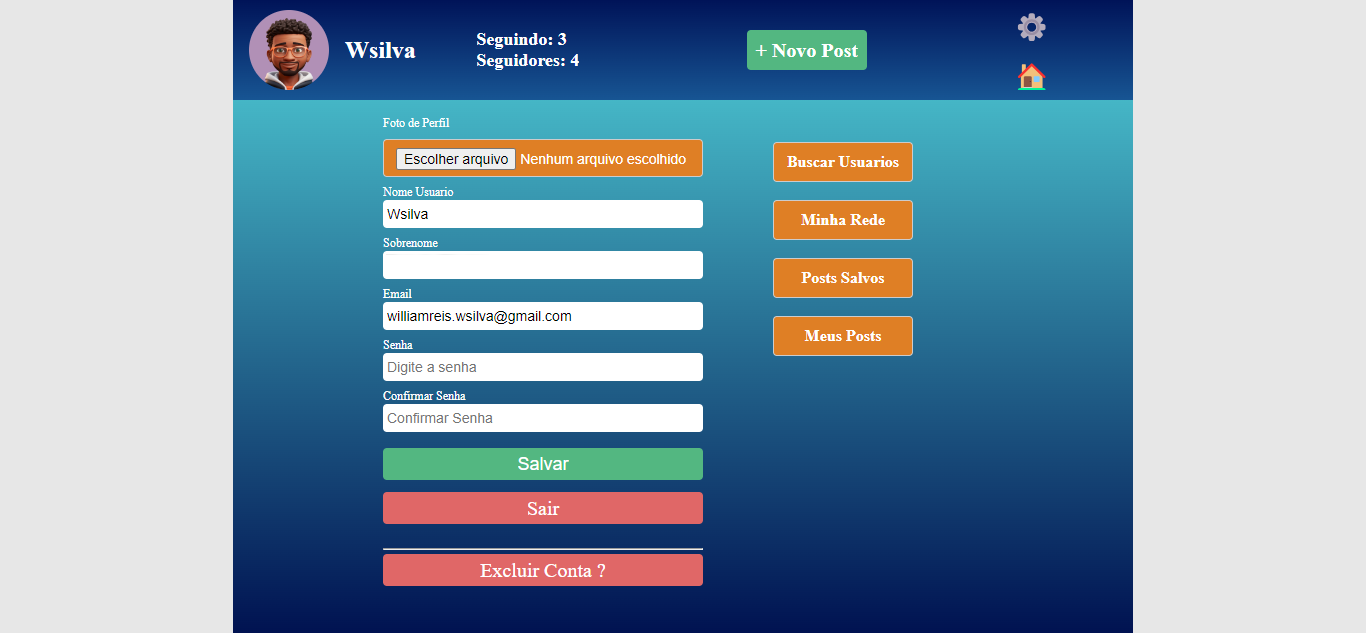 Wsilva
Seguindo: 3
Seguidores: 4
+ Novo Post
Foto de Perfil
Escolher arquivo Nenhum arquivo escolhido
Nome Usuario
Wsilva
Sobrenome
Email
williamreis.wsilva@gmail.com
Senha
Digite a senha
Confirmar Senha
Confirmar Senha
Salvar
Sair
Excluir Conta ?
Buscar Usuarios
Minha Rede
Posts Salvos
Meus Posts